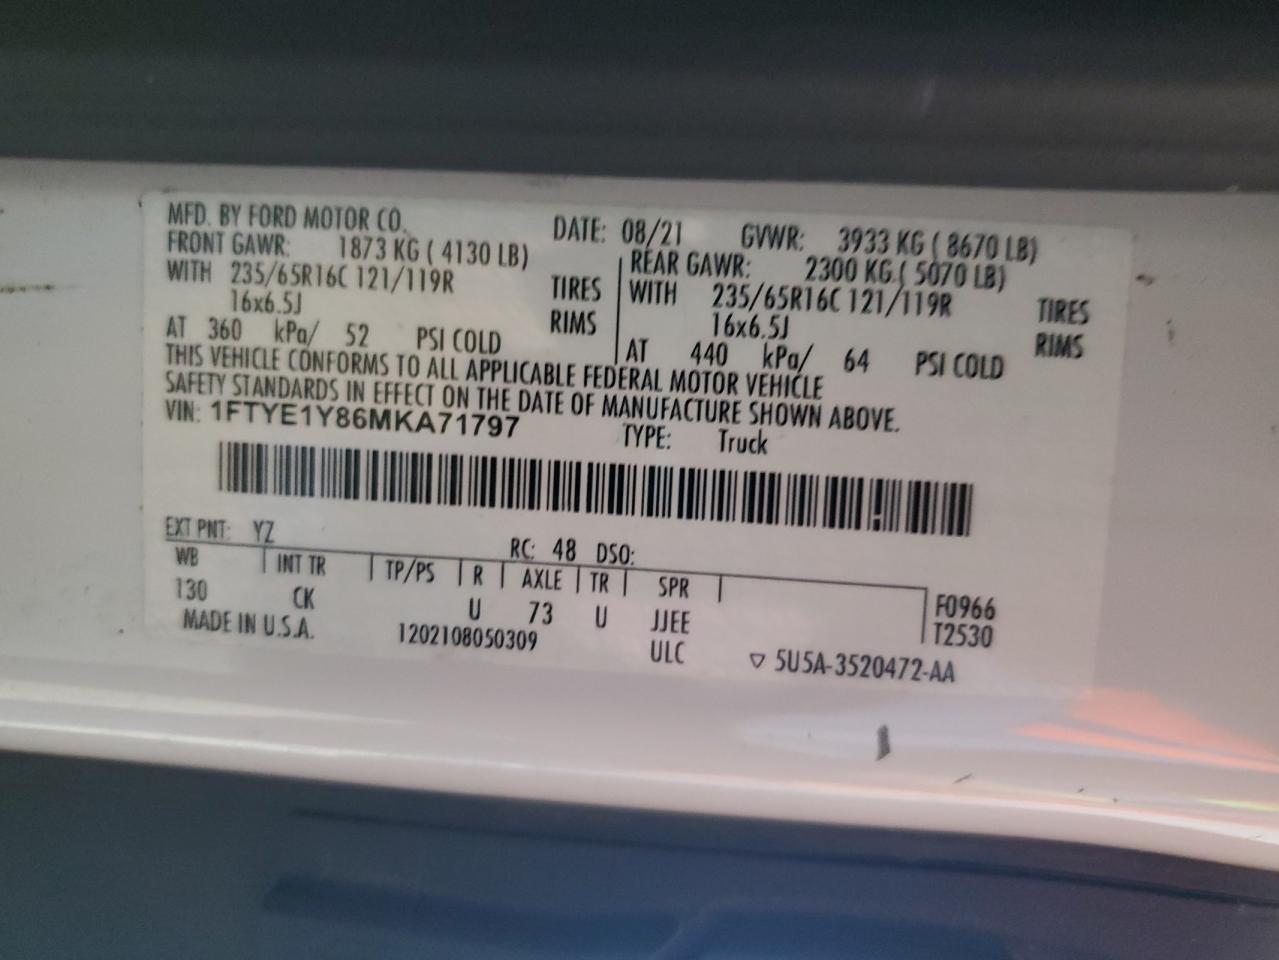 MFD. BY FORD MOTOR CO. DATE: 08/21 GVWR: 3933 KG ( 8670 LB)
FRONT GAWR: 1873 KG ( 4130 LB) REAR GAWR: 2300 KG ( 5070 LB)
WITH 235/65R16C 121/119R TIRES WITH 235/65R16C 121/119R TIRES
16x6.5J RIMS 16x6.5J RIMS
AT 360 kPa/ 52 PSI COLD AT 440 kPa/ 64 PSI COLD
THIS VEHICLE CONFORMS TO ALL APPLICABLE FEDERAL MOTOR VEHICLE
SAFETY STANDARDS IN EFFECT ON THE DATE OF MANUFACTURE SHOWN ABOVE.
VIN: 1FTYE1Y86MKA71797 TYPE: Truck
EXT PNT: YZ RC: 48 DSO:
WB INT TR TP/PS R AXLE TR SPR F0966
130 CK U 73 U JJEE T2530
MADE IN U.S.A. 1202108050309 ULC ▽ 5U5A-3520472-AA